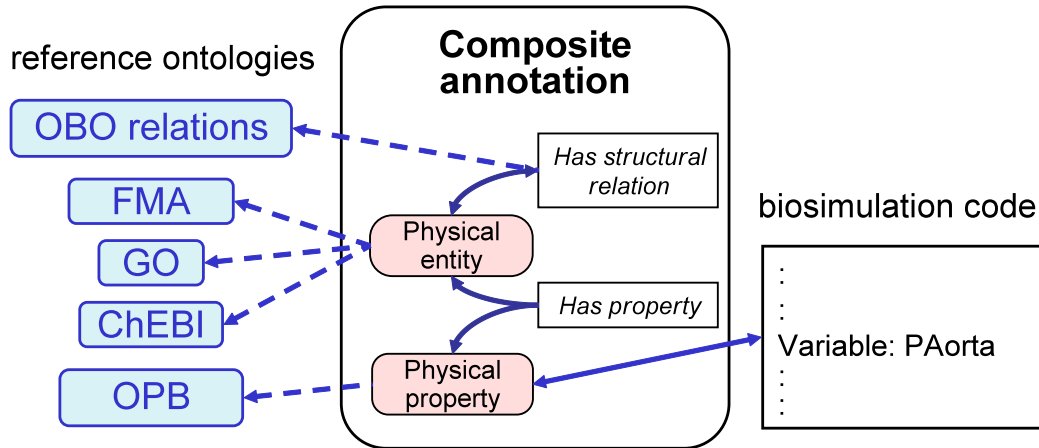 reference ontologies
OBO relations
FMA
GO
ChEBI
OPB
Composite
annotation
Has structural
relation
Physical
entity
Has property
Physical
property
biosimulation code
:
:
Variable: PAorta
:
:
: